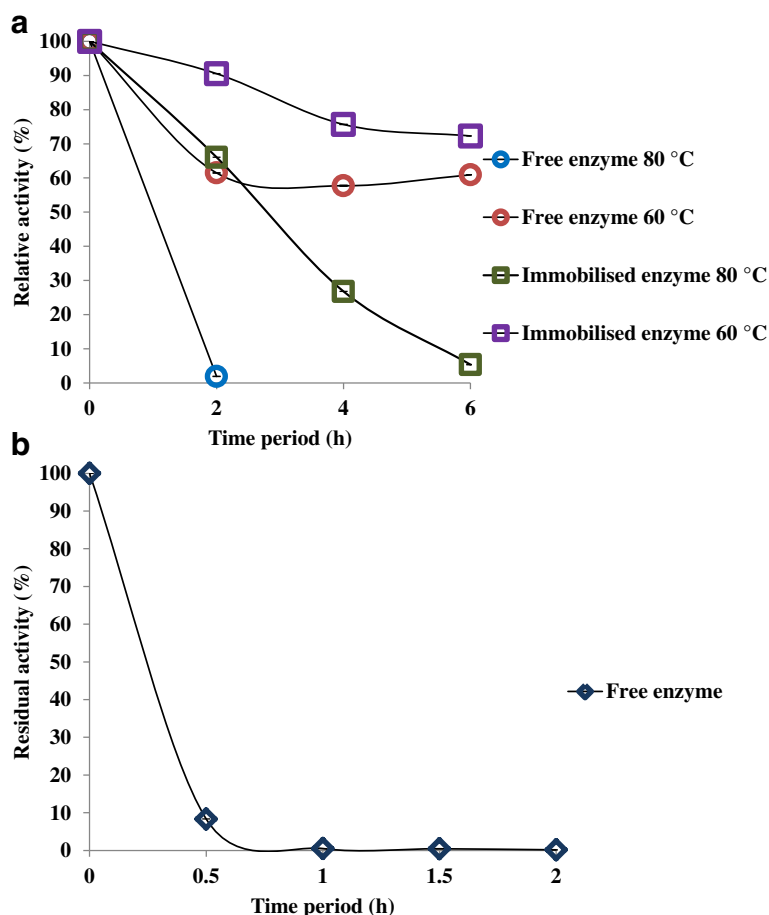 a
Relative activity (%)
100
90
80
70
60
50
40
30
20
10
0
0 2 4 6
Time period (h)
Free enzyme 80 °C
Free enzyme 60 °C
Immobilised enzyme 80 °C
Immobilised enzyme 60 °C
b
Residual activity (%)
100
90
80
70
60
50
40
30
20
10
0
0 0.5 1 1.5 2
Time period (h)
Free enzyme